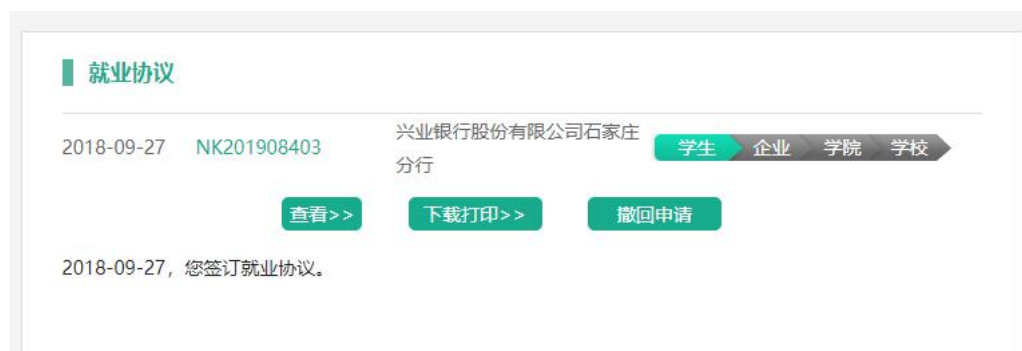 就业协议
2018-09-27 NK201908403 兴业银行股份有限公司石家庄 学生 企业 学院 学校
分行
查看>> 下载打印>> 撤回申请
2018-09-27，您签订就业协议。